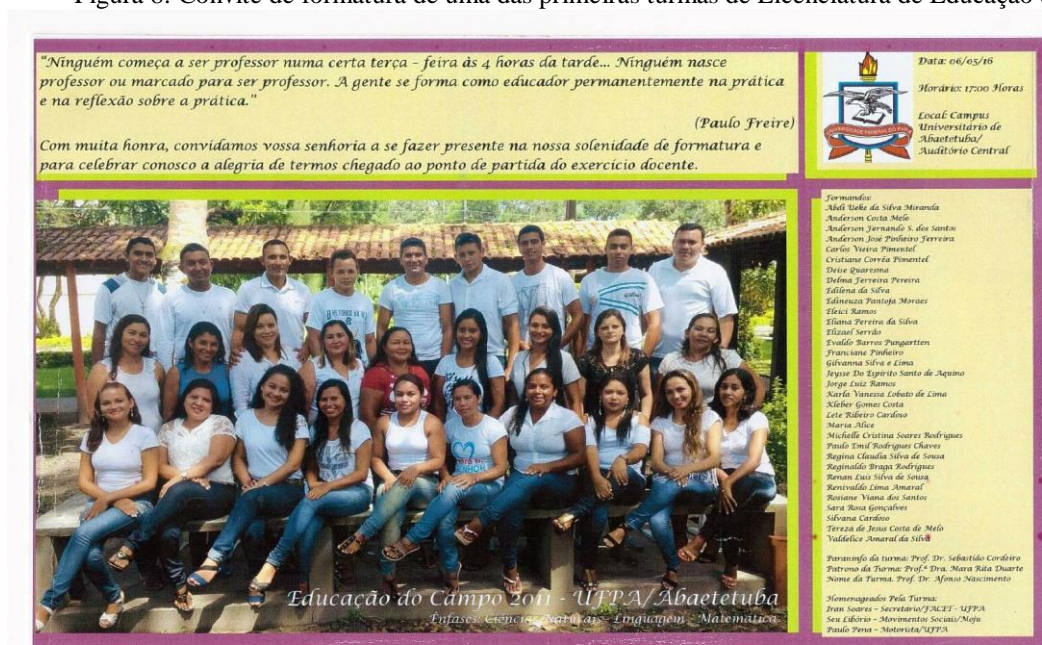 Figura 8: Convite de formatura de uma das primeiras turmas de Licenciatura de Educação
"Ninguém começa a ser professor numa certa terça - feira às 4 horas da tarde... Ninguém nasce
professor ou marcado para ser professor. A gente se forma como educador permanentemente na prática
e na reflexão sobre a prática."
(Paulo Freire)
Com muita honra, convidamos vossa senhoria a se fazer presente na nossa solenidade de formatura e
para celebrar conosco a alegria de termos chegado ao ponto de partida do exercício docente.
UNIVERSIDADE FEDERAL DO PARÁ
Data: 06/05/16
Horário: 17:00 Horas
Local: Campus
Universitário de
Abaetetuba/
Auditório Central
Formandos:
Abdi Ueke da Silva Miranda
Anderson Costa Melo
Anderson Fernando S. dos Santos
Anderson José Pinheiro Ferreira
Carlos Vieira Pimentel
Cristiane Corrêa Pimentel
Deise Quaresma
Delma Ferreira Pereira
Edilena da Silva
Edineuza Pantoja Moraes
Eleici Ramos
Eliana Pereira da Silva
Elizael Serrão
Evaldo Barros Pungartten
Franciane Pinheiro
Gilvanna Silva e Lima
Jeysse Do Espírito Santo de Aquino
Jorge Luiz Ramos
Karla Vanessa Lobato de Lima
Kleber Gomes Costa
Lete Ribeiro Cardoso
Maria Alice
Michelle Cristina Soares Rodrigues
Paulo Emil Rodrigues Chaves
Regina Claudia Silva de Sousa
Reginaldo Braga Rodrigues
Renan Luis Silva de Sousa
Renivaldo Lima Amaral
Rosiane Viana dos Santos
Sara Rosa Gonçalves
Silvana Cardoso
Tereza de Jesus Costa de Melo
Valdelice Amaral da Silva
Paraninfo da turma: Prof. Dr. Sebastião Cordeiro
Patrono da Turma: Prof.ª Dra. Mara Rita Duarte
Nome da Turma. Prof. Dr. Afonso Nascimento
Homenageados Pela Turma:
Iran Soares - Secretário/FACET - UFPA
Seu Libório - Movimentos Sociais/Moju
Paulo Pena - Motorista/UFPA
SENHOR
Educação do Campo 2011 - UFPA/Abaetetuba
Ênfases: Ciências Naturais - Linguagem - Matemática